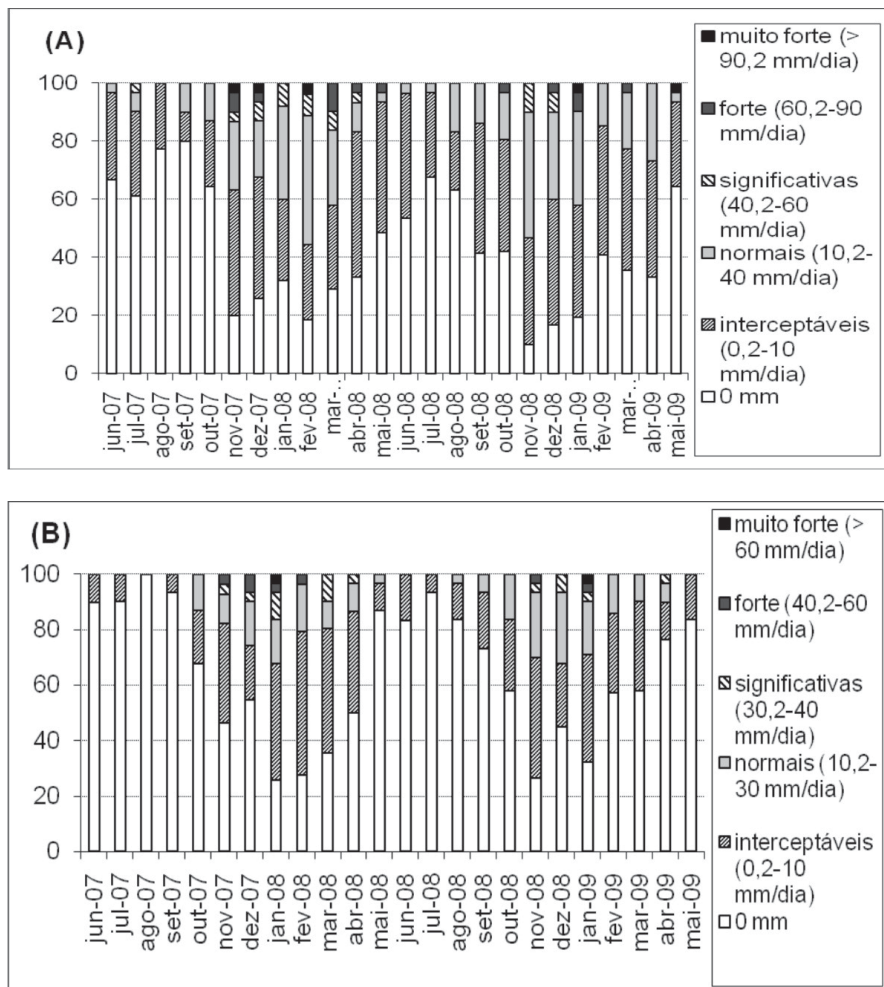 (A)
100
80
60
40
20
0
jun-07
jul-07
ago-07
set-07
out-07
nov-07
dez-07
jan-08
fev-08
mar-...
abr-08
mai-08
jun-08
jul-08
ago-08
set-08
out-08
nov-08
dez-08
jan-09
fev-09
mar-...
abr-09
mai-09
muito forte (>
90,2 mm/dia)
forte (60,2-90
mm/dia)
significativas
(40,2-60
mm/dia)
normais (10,2-
40 mm/dia)
interceptáveis
(0,2-10
mm/dia)
0 mm
(B)
100
80
60
40
20
0
jun-07
jul-07
ago-07
set-07
out-07
nov-07
dez-07
jan-08
fev-08
mar-08
abr-08
mai-08
jun-08
jul-08
ago-08
set-08
out-08
nov-08
dez-08
jan-09
fev-09
mar-09
abr-09
mai-09
muito forte (>
60 mm/dia)
forte (40,2-60
mm/dia)
significativas
(30,2-40
mm/dia)
normais (10,2-
30 mm/dia)
interceptáveis
(0,2-10
mm/dia)
0 mm